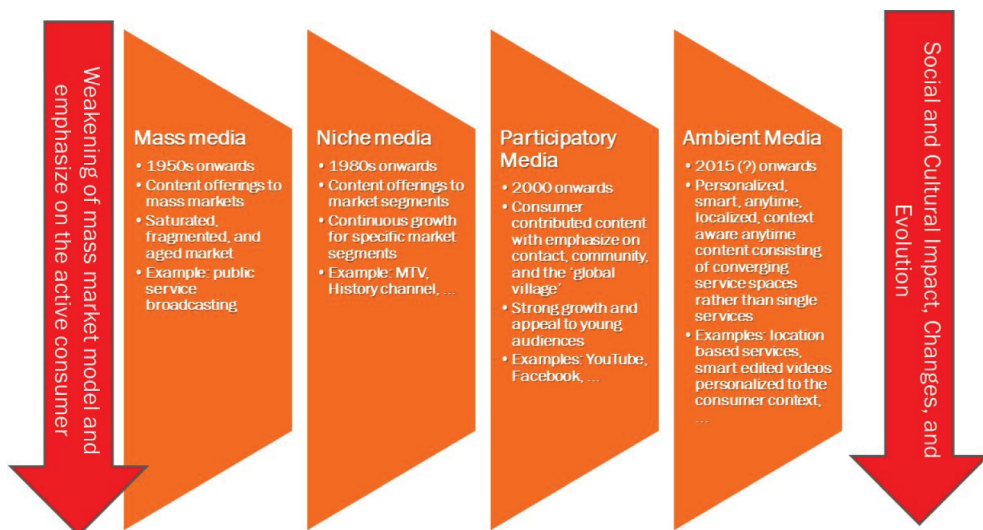 Weakening of mass market model and
emphasize on the active consumer
Mass media
• 1950s onwards
• Content offerings to
mass markets
• Saturated,
fragmented, and
aged market
• Example: public
service
broadcasting
Niche media
• 1980s onwards
• Content offerings to
market segments
• Continuous growth
for specific market
segments
• Example: MTV,
History channel, ...
Participatory
Media
• 2000 onwards
• Consumer
contributed content
with emphasize on
contact, community,
and the 'global
village'
• Strong growth and
appeal to young
audiences
• Examples: YouTube,
Facebook, ...
Ambient Media
• 2015 (?) onwards
• Personalized,
smart, anytime,
localized, context
aware anytime
content consisting
of converging
service spaces
rather than single
services
• Examples: location
based services,
smart edited videos
personalized to the
consumer context,
...
Social and Cultural Impact, Changes, and
Evolution